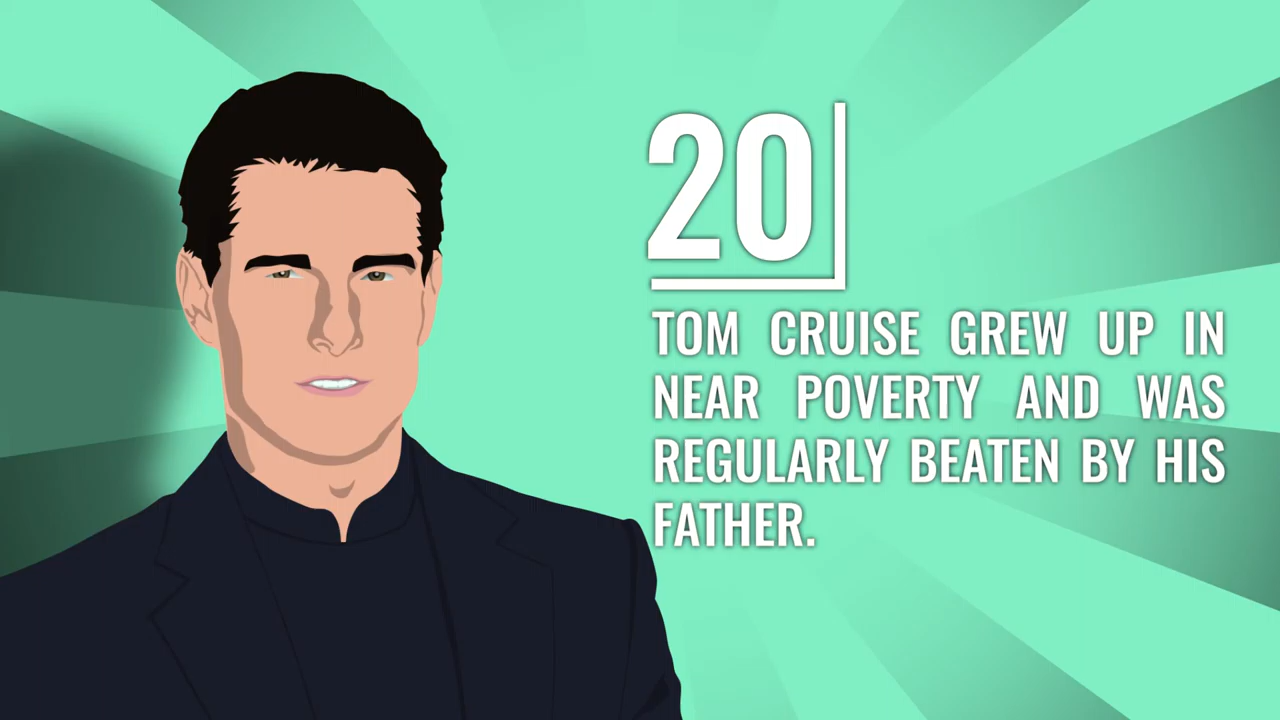 20
TOM CRUISE GREW UP IN
NEAR POVERTY AND WAS
REGULARLY BEATEN BY HIS
FATHER.